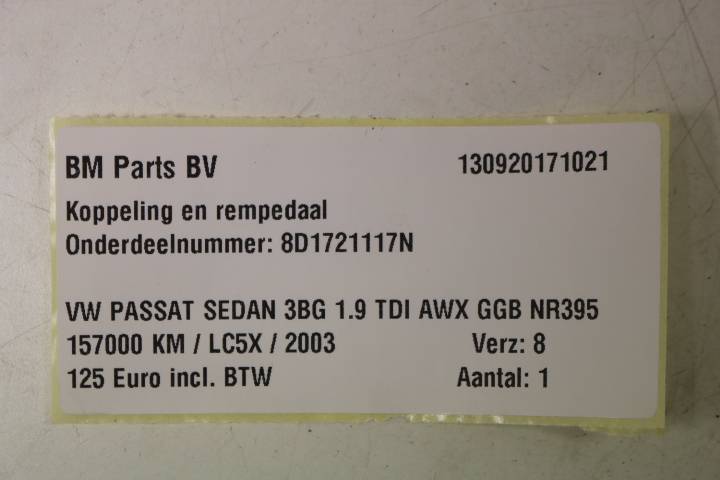 BM Parts BV 130920171021
Koppeling en rempedaal
Onderdeelnummer: 8D1721117N
VW PASSAT SEDAN 3BG 1.9 TDI AWX GGB NR395
157000 KM / LC5X / 2003 Verz: 8
125 Euro incl. BTW Aantal: 1